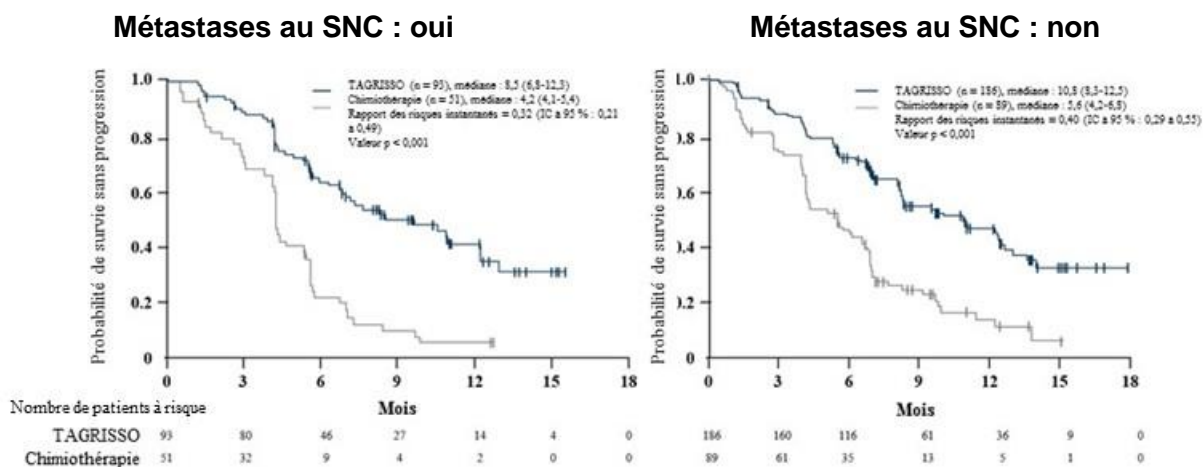 Métastases au SNC : oui
Métastases au SNC : non
Probabilité de survie sans progression
1.0
0.8
0.6
0.4
0.2
0
TAGRISSO (n = 93), médiane : 8,5 (6,8-12,3)
Chimiothérapie (n = 51), médiane : 4,2 (4,1-5,4)
Rapport des risques instantanés = 0,32 (IC à 95 % : 0,21
à 0,49)
Valeur p < 0,001
0 3 6 9 12 15 18
Mois
Probabilité de survie sans progression
1.0
0.8
0.6
0.4
0.2
0
TAGRISSO (n = 186), médiane : 10,8 (8,3-12,5)
Chimiothérapie (n = 89), médiane : 5,6 (4,2-6,8)
Rapport des risques instantanés = 0,40 (IC à 95 % : 0,29 à 0,55)
Valeur p < 0,001
0 3 6 9 12 15 18
Mois
Nombre de patients à risque
TAGRISSO 93 80 46 27 14 4 0 186 160 116 61 36 9 0
Chimiothérapie 51 32 9 4 2 0 0 89 61 35 13 5 1 0